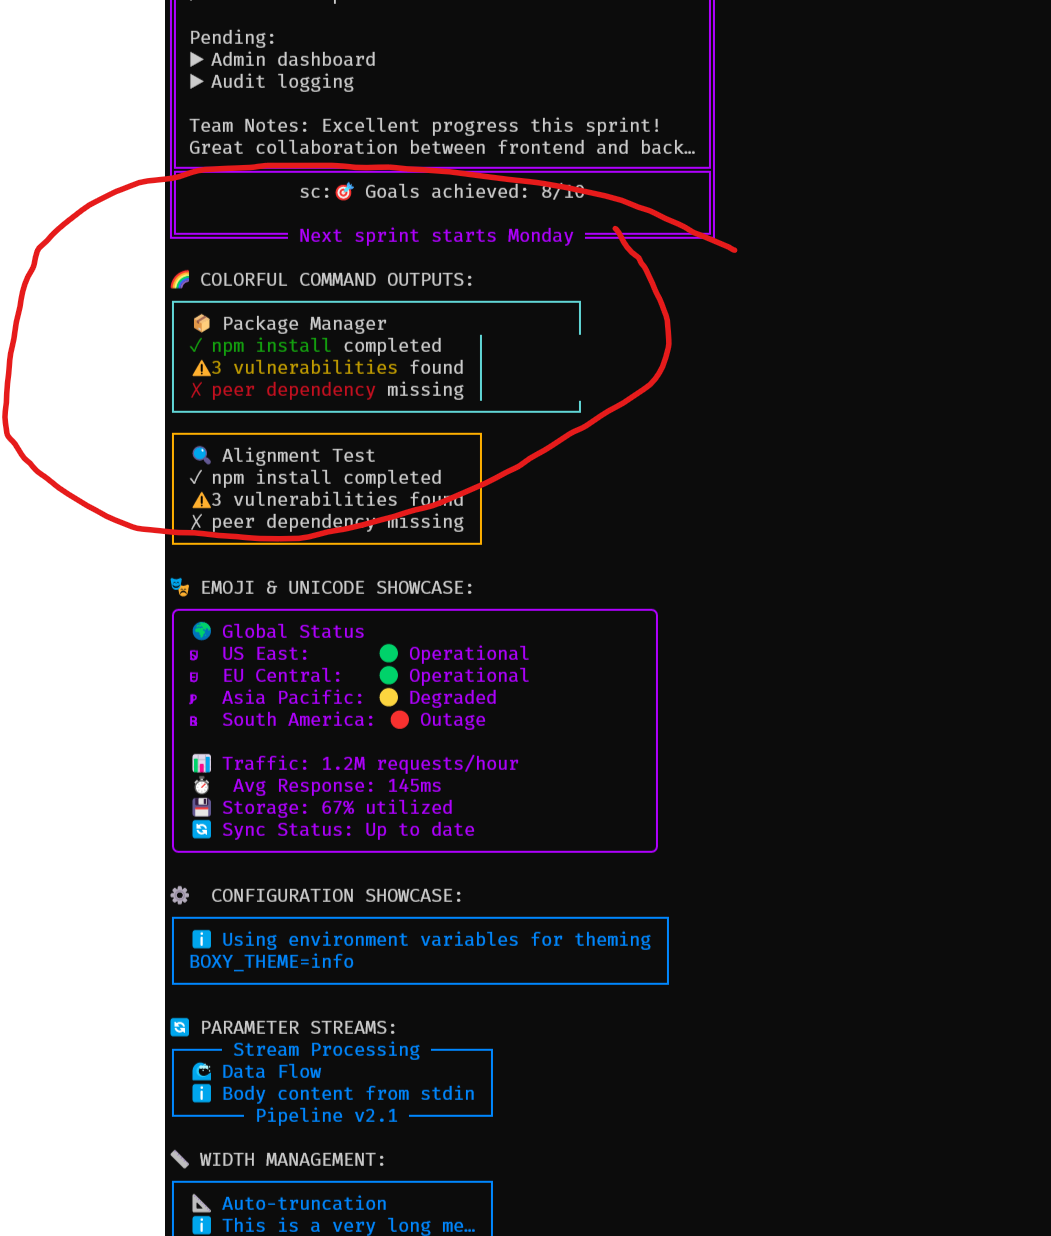 Pending:
▶ Admin dashboard
▶ Audit logging
Team Notes: Excellent progress this sprint!
Great collaboration between frontend and back…
sc:🎯 Goals achieved: 8/10
Next sprint starts Monday
🌈 COLORFUL COMMAND OUTPUTS:
📦 Package Manager
✓ npm install completed
⚠️3 vulnerabilities found
✗ peer dependency missing
🔍 Alignment Test
✓ npm install completed
⚠️3 vulnerabilities found
✗ peer dependency missing
🎭 EMOJI & UNICODE SHOWCASE:
🌍 Global Status
US East: 🟢 Operational
EU Central: 🟢 Operational
Asia Pacific: 🟡 Degraded
South America: 🔴 Outage
📊 Traffic: 1.2M requests/hour
⏱ Avg Response: 145ms
💾 Storage: 67% utilized
🔄 Sync Status: Up to date
⚙ CONFIGURATION SHOWCASE:
ℹ️ Using environment variables for theming
BOXY_THEME=info
🔄 PARAMETER STREAMS:
Stream Processing
🌊 Data Flow
ℹ️ Body content from stdin
Pipeline v2.1
📏 WIDTH MANAGEMENT:
📐 Auto-truncation
ℹ️ This is a very long me…